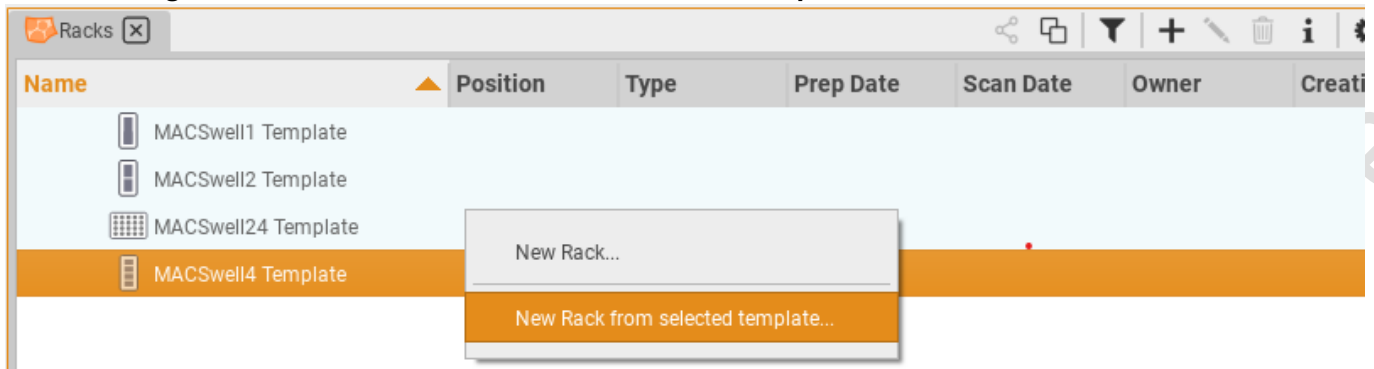 Racks
Name Position Type Prep Date Scan Date Owner Creati
MACSwell1 Template
MACSwell2 Template
MACSwell24 Template
New Rack...
MACSwell4 Template
New Rack from selected template...